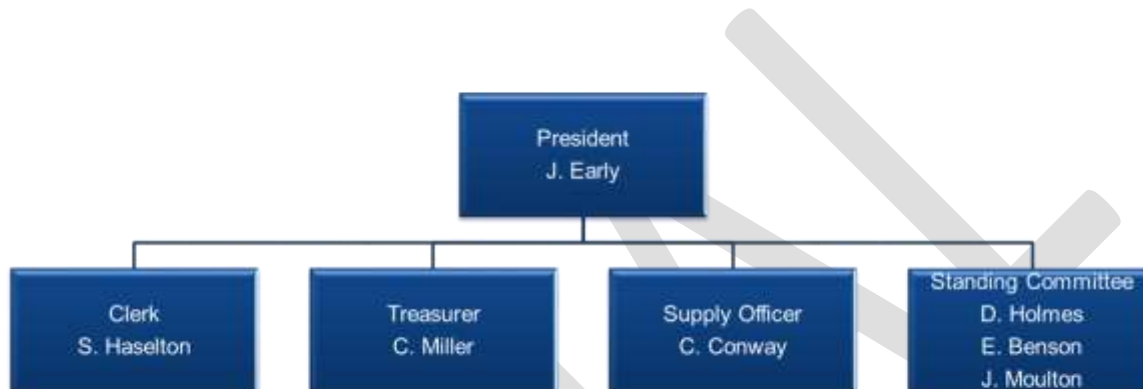 President
J. Early
Clerk
S. Haselton
Treasurer
C. Miller
Supply Officer
C. Conway
Standing Committee
D. Holmes
E. Benson
J. Moulton